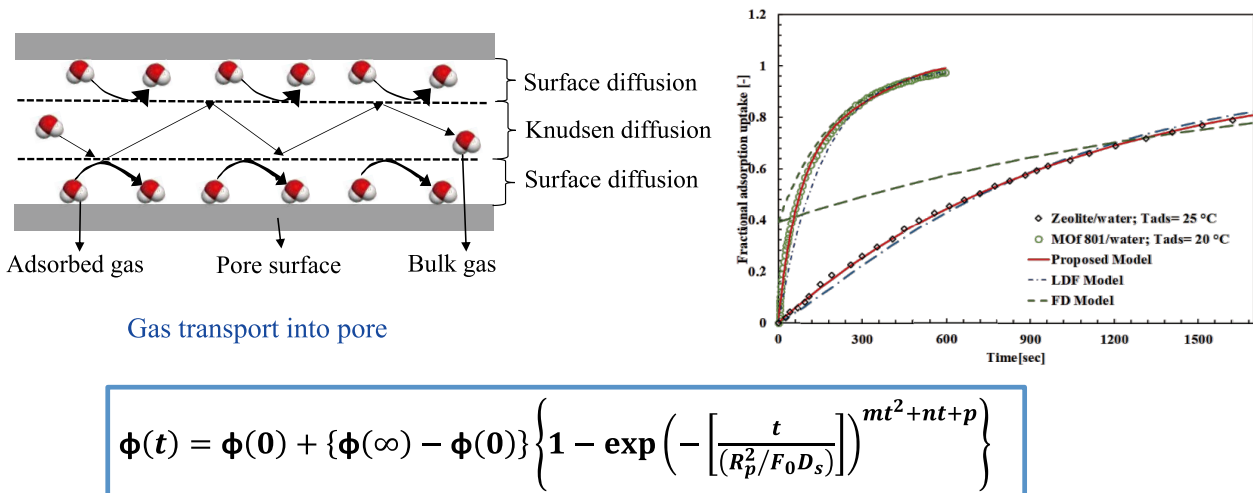 Surface diffusion
Knudsen diffusion
Surface diffusion
Adsorbed gas
Pore surface
Bulk gas
Gas transport into pore
Fractional adsorption uptake [-]
1.2
1
0.8
0.6
0.4
0.2
0
0
300
600
900
1200
1500
Time[sec]
Zeolite/water; Tads= 25 °C
MOf 801/water; Tads= 20 °C
Proposed Model
LDF Model
FD Model
ϕ(t) = ϕ(0) + {ϕ(∞) − ϕ(0)} {1 − exp (−[t/(R_p^2/F_0 D_s)])^{mt^2+nt+p}}